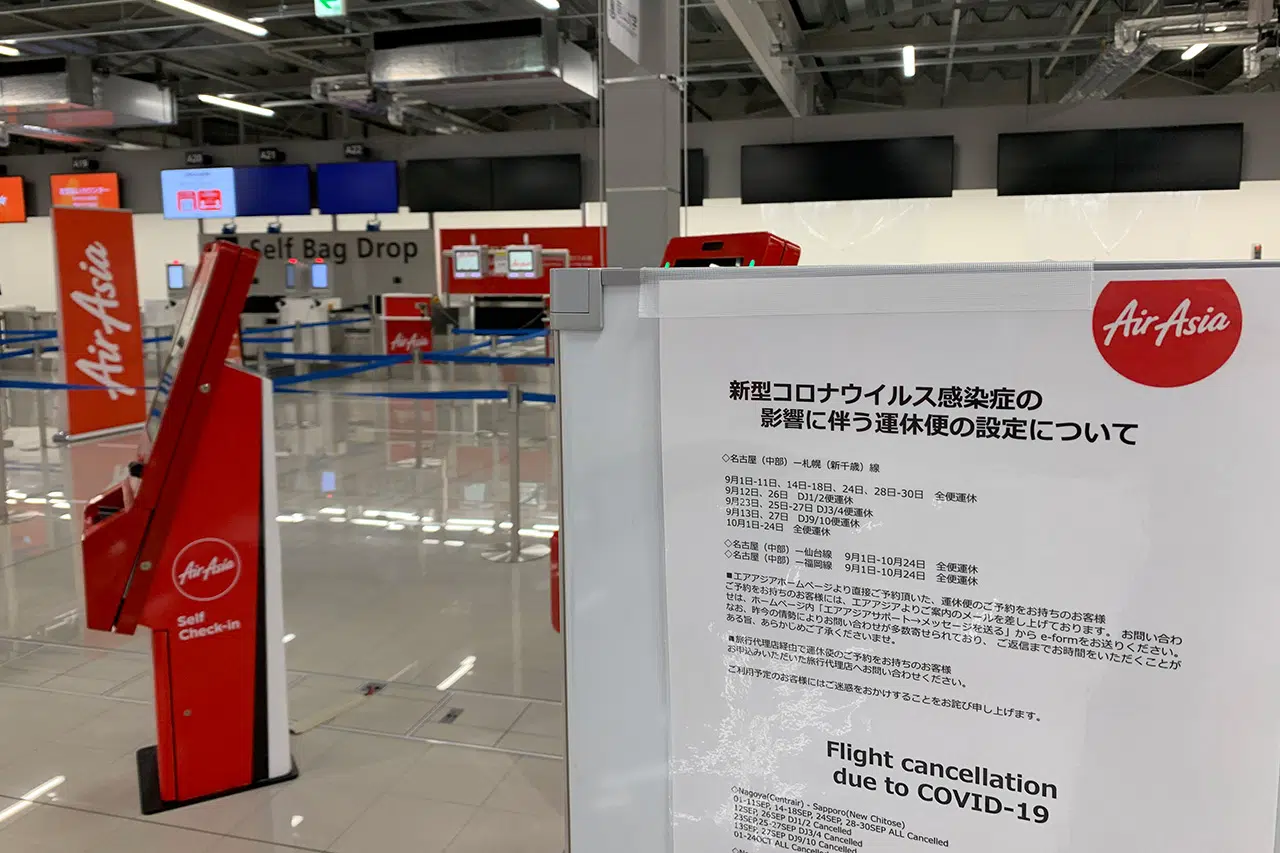 A19
A20
A21
A22
Self Bag Drop
AirAsia
AirAsia
AirAsia
Self
Check-in
AirAsia
新型コロナウイルス感染症の
影響に伴う運休便の設定について
◇名古屋（中部）ー札幌（新千歳）線
9月1日-11日、14日-18日、24日、28日-30日　全便運休
9月12日、26日　DJ1/2便運休
9月23日、25日-27日 DJ3/4便運休
9月13日、27日　DJ9/10便運休
10月1日-24日　全便運休
◇名古屋（中部）ー仙台線　9月1日-10月24日　全便運休
◇名古屋（中部）ー福岡線　9月1日-10月24日　全便運休
■エアアジアホームページより直接ご予約頂いた、運休便のご予約をお持ちのお客様
ご予約をお持ちのお客様には、エアアジアよりご案内のメールを差し上げております。 お問い合わ
せは、ホームページ内「エアアジアサポート→メッセージを送る」から e-formをお送りください。
なお、昨今の情勢によりお問い合わせが多数寄せられており、ご返信までお時間をいただくことが
ある旨、あらかじめご了承くださいませ。
■旅行代理店経由で運休便のご予約をお持ちのお客様
お申込みいただいた旅行代理店へお問い合わせください。
ご利用予定のお客様にはご迷惑をおかけすることをお詫び申し上げます。
Flight cancellation
due to COVID-19
◇Nagoya(Centrair) - Sapporo(New Chitose)
01-11SEP, 14-18SEP, 24SEP, 28-30SEP ALL Cancelled
12SEP, 26SEP DJ1/2 Cancelled
23SEP,25-27SEP DJ3/4 Cancelled
13SEP, 27SEP DJ9/10 Cancelled
01-24OCT ALL Cancelled